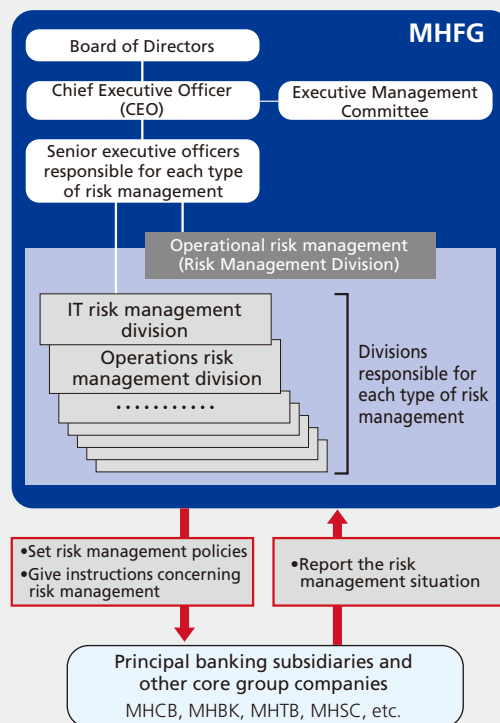 MHFG
Board of Directors
Chief Executive Officer
(CEO)
Executive Management
Committee
Senior executive officers
responsible for each type
of risk management
Operational risk management
(Risk Management Division)
IT risk management
division
Operations risk
management division
...........
Divisions
responsible for
each type of risk
management
•Set risk management policies
•Give instructions concerning
risk management
•Report the risk
management situation
Principal banking subsidiaries and
other core group companies
MHCB, MHBK, MHTB, MHSC, etc.